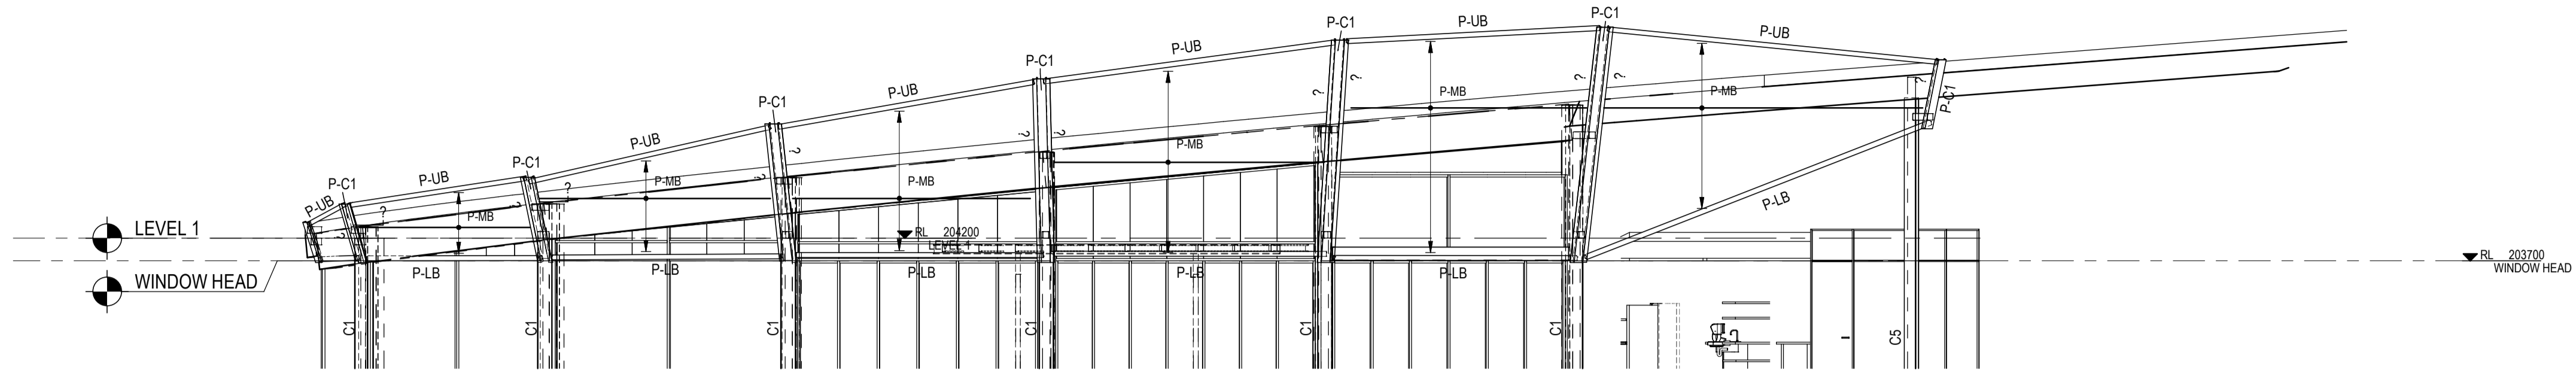 P-C1
P-UB
P-C1
P-C1
P-UB
P-UB
P-C1
P-UB
?
?
P-MB
P-UB
P-C1
?
P-MB
?
?
P-C1
P-UB
P-C1
P-UB
?
P-MB
?
?
P-MB
?
P-UB
?
?
P-MB
?
P-MB
P-LB
LEVEL 1
RL 204200
LEVEL 1
WINDOW HEAD
RL 203700
WINDOW HEAD
P-LB
P-LB
P-LB
P-LB
P-LB
C1
C1
C1
C1
C1
C1
C5